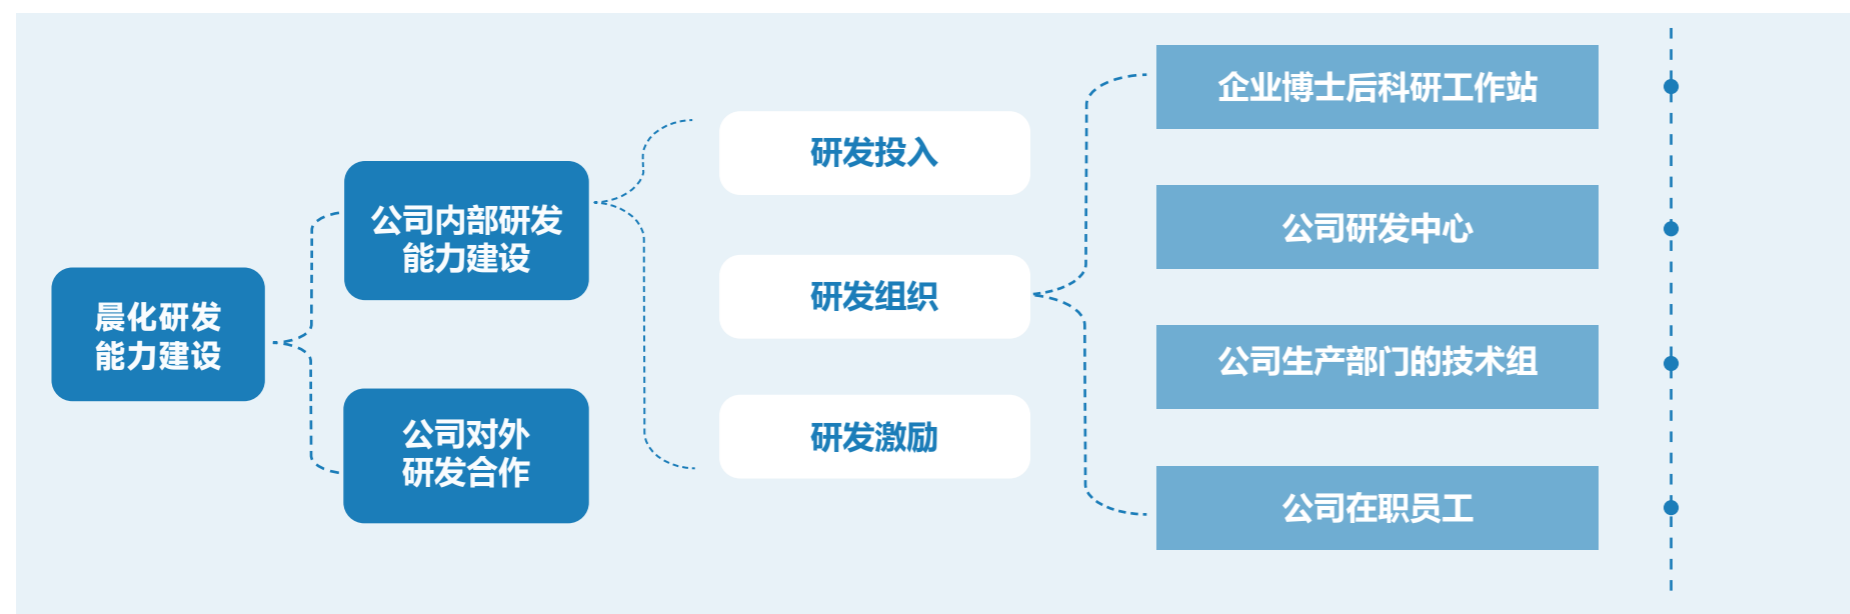 晨化研发
能力建设
公司内部研发
能力建设
公司对外
研发合作
研发投入
研发组织
研发激励
企业博士后科研工作站
公司研发中心
公司生产部门的技术组
公司在职员工